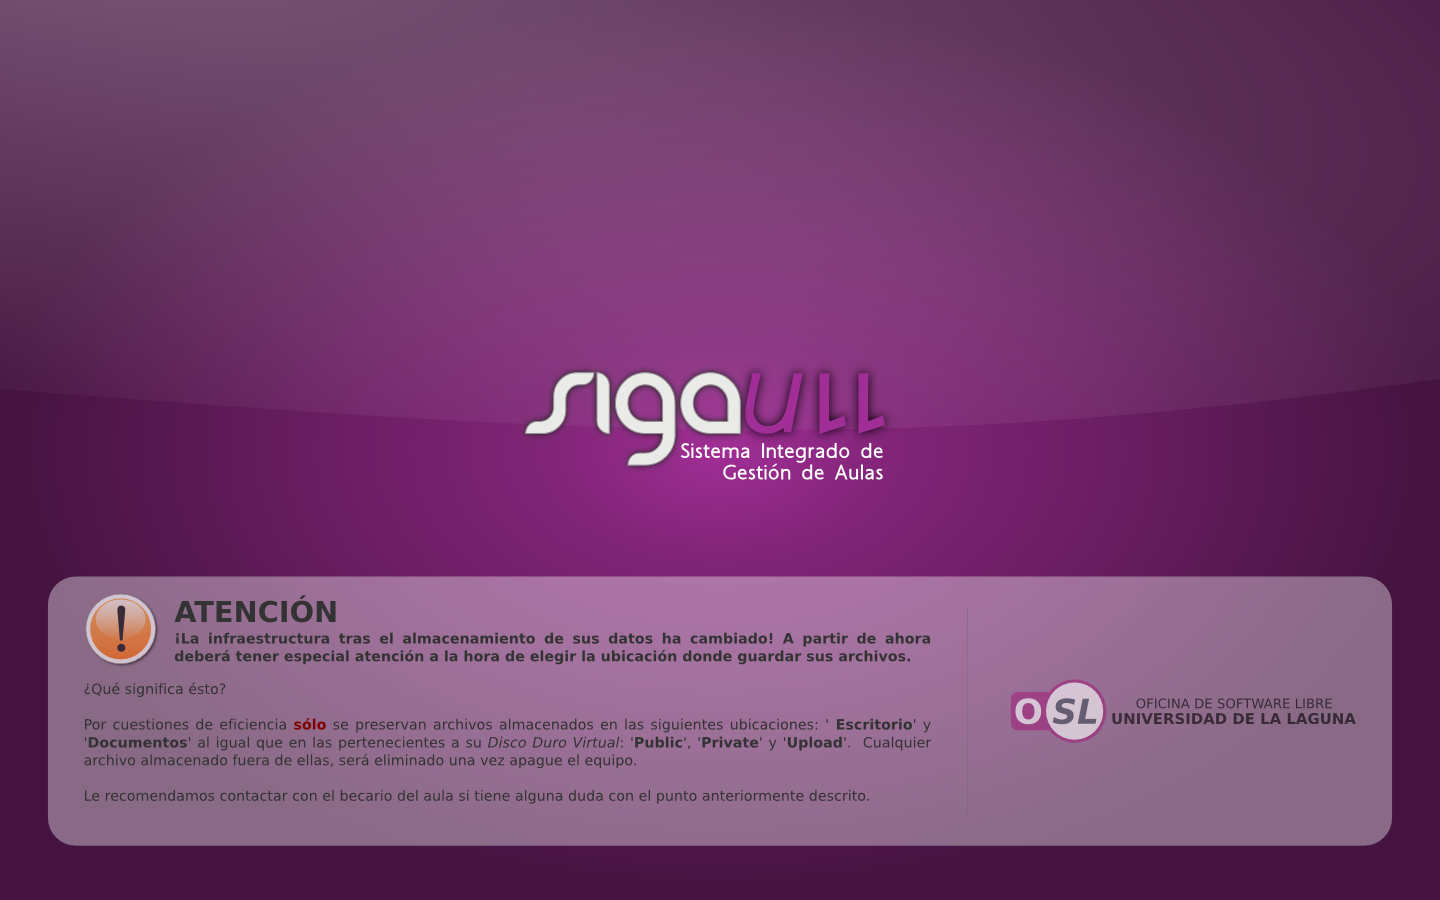 sigaULL
Sistema Integrado de
Gestión de Aulas
ATENCIÓN
¡La infraestructura tras el almacenamiento de sus datos ha cambiado! A partir de ahora
deberá tener especial atención a la hora de elegir la ubicación donde guardar sus archivos.
¿Qué significa ésto?
Por cuestiones de eficiencia sólo se preservan archivos almacenados en las siguientes ubicaciones: ' Escritorio' y
'Documentos' al igual que en las pertenecientes a su Disco Duro Virtual: 'Public', 'Private' y 'Upload'. Cualquier
archivo almacenado fuera de ellas, será eliminado una vez apague el equipo.
Le recomendamos contactar con el becario del aula si tiene alguna duda con el punto anteriormente descrito.
OSL
OFICINA DE SOFTWARE LIBRE
UNIVERSIDAD DE LA LAGUNA